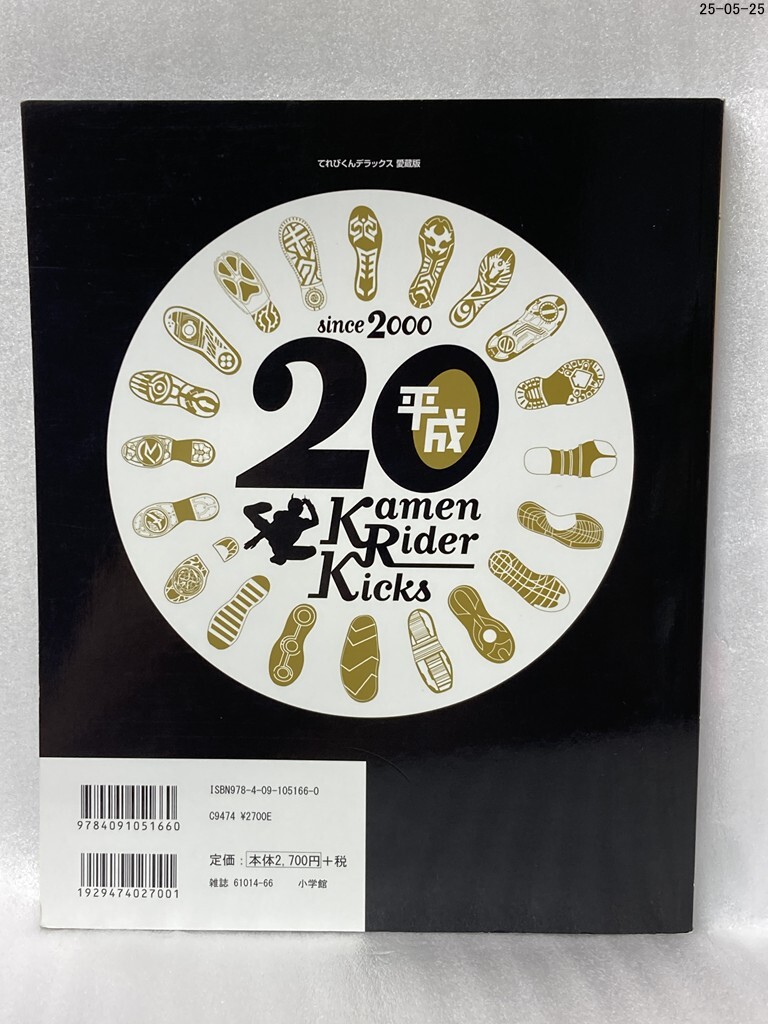 25-05-25
てれびくんデラックス 愛蔵版
since 2000
20
平成
Kamen
Rider
Kicks
ISBN978-4-09-105166-0
C9474 ¥2700E
9784091051660
定価:本体2,700円+税
雑誌 61014-66 小学館
1929474027001